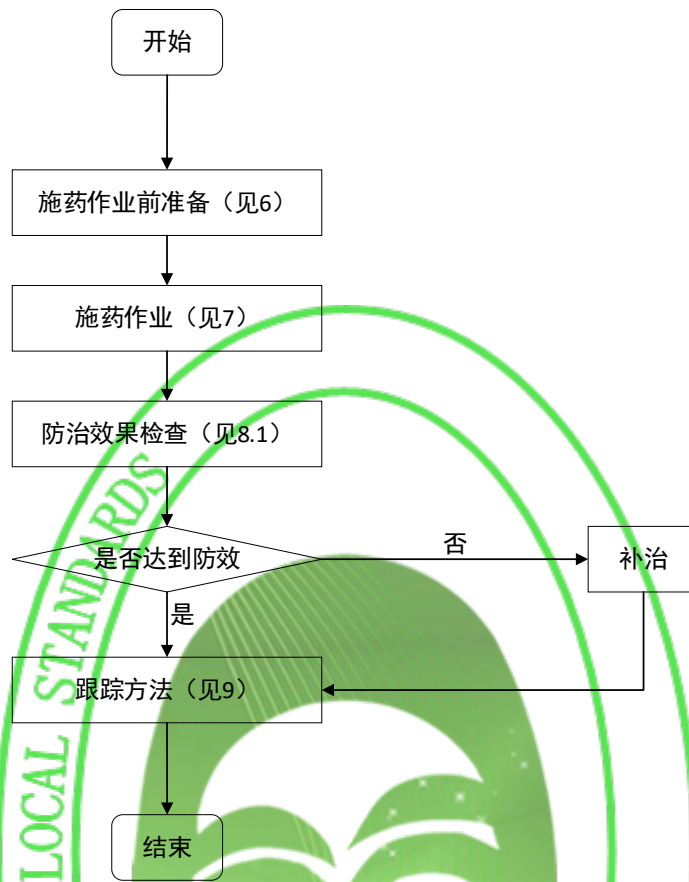 开始
施药作业前准备（见6）
施药作业（见7）
防治效果检查（见8.1）
是否达到防效
否
补治
是
跟踪方法（见9）
结束
LOCAL STANDARDS